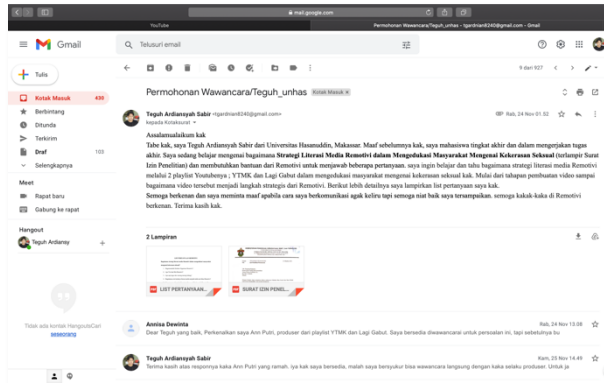 mail.google.com
YouTube
Permohonan Wawancara/Teguh_unhas - tgardnian8240@gmail.com - Gmail
Gmail
Telusuri email
Tulis
9 dari 927
Kotak Masuk 439
Berbintang
Ditunda
Terkirim
Draf 103
Selengkapnya
Meet
Rapat baru
Gabung ke rapat
Hangout
Teguh Ardiansy
Tidak ada kontak HangoutsCari
seseorang
Permohonan Wawancara/Teguh_unhas Kotak Masuk x
Teguh Ardiansyah Sabir
Rab, 24 Nov 01.52
kepada Kotaksurat
Assalamualaikum kak
Tabe kak, saya Teguh Ardiansyah Sabir dari Universitas Hasanuddin, Makassar. Maaf sebelumnya kak, saya mahasiswa tingkat akhir dan dalam mengerjakan tugas
akhir. Saya sedang belajar mengenai bagaimana Strategi Literasi Media Remotivi dalam Mengedukasi Masyarakat Mengenai Kekerasan Seksual (terlampir Surat
Izin Penelitian) dan membutuhkan bantuan dari Remotivi untuk menjawab beberapa pertanyaan. saya ingin belajar dan tahu bagaimana strategi literasi media Remotivi
melalui 2 playlist Youtubenya ; YTMK dan Lagi Gabut dalam mengedukasi masyarakat mengenai kekerasan seksual kak. Mulai dari tahapan pembuatan video sampai
bagaimana video tersebut menjadi langkah strategis dari Remotivi. Berikut lebih detailnya saya lampirkan list pertanyaan saya kak.
Semoga berkenan dan saya meminta maaf apabila cara saya berkomunikasi agak keliru tapi semoga niat baik saya tersampaikan. semoga kakak-kaka di Remotivi
berkenan. Terima kasih kak.
2 Lampiran
LIST PERTANYAAN...
SURAT IZIN PENEL...
Annisa Dewinta
Rab, 24 Nov 13.08
Dear Teguh yang baik, Perkenalkan saya Ann Putri, produser dari playlist YTMK dan Lagi Gabut. Saya bersedia diwawancarai untuk persoalan ini, tapi sebelumnya bu
Teguh Ardiansyah Sabir
Kam, 25 Nov 14.49
Terima kasih atas responnya kaka Ann Putri yang ramah, iya kak saya bersedia, malah saya bersyukur bisa wawancara langsung dengan kaka selaku produser. Untuk je